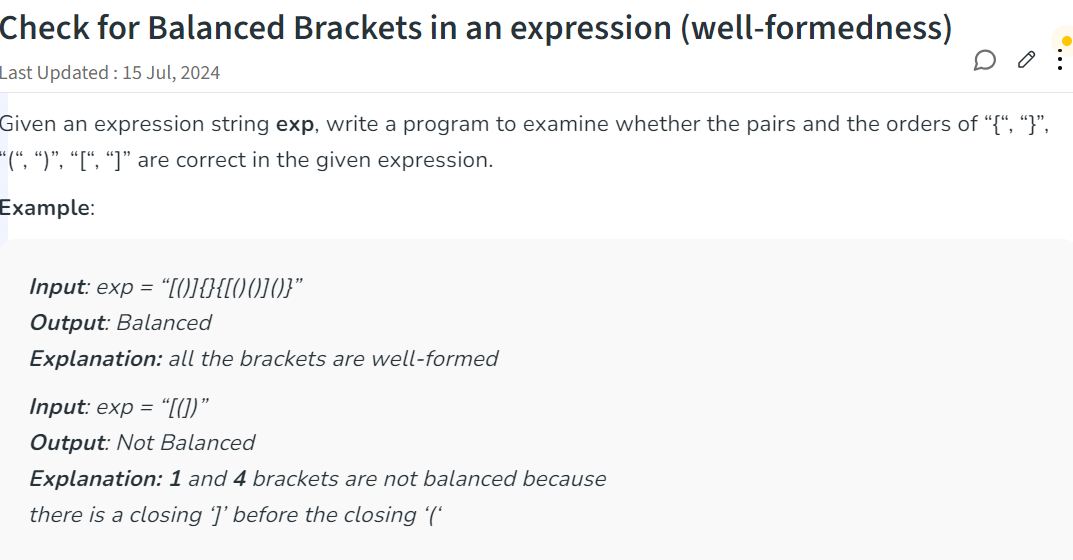 Check for Balanced Brackets in an expression (well-formedness)
Last Updated : 15 Jul, 2024
Given an expression string exp, write a program to examine whether the pairs and the orders of “{“, “}”,
“(“, “)”, “[“, “]” are correct in the given expression.
Example:
Input: exp = “[()]{}{[()()]()}”
Output: Balanced
Explanation: all the brackets are well-formed
Input: exp = “[(])”
Output: Not Balanced
Explanation: 1 and 4 brackets are not balanced because
there is a closing ‘]’ before the closing ‘(‘